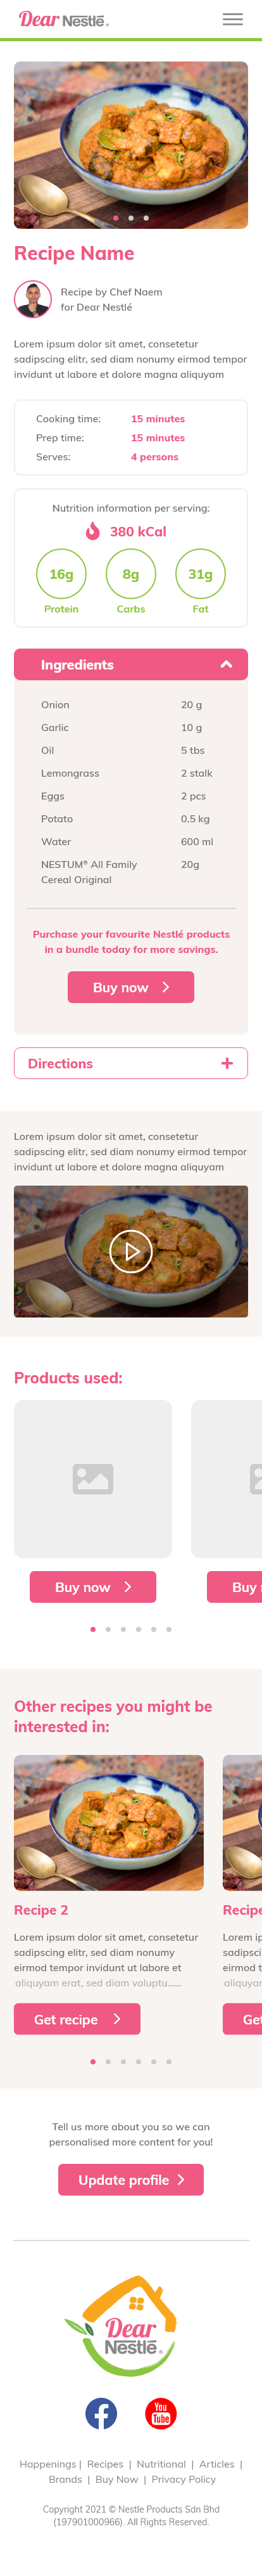 Dear Nestlé®
Recipe Name
Recipe by Chef Naem
for Dear Nestlé
Lorem ipsum dolor sit amet, consetetur
sadipscing elitr, sed diam nonumy eirmod tempor
invidunt ut labore et dolore magna aliquyam
Cooking time: 15 minutes
Prep time: 15 minutes
Serves: 4 persons
Nutrition information per serving:
380 kCal
16g 8g 31g
Protein Carbs Fat
Ingredients
Onion 20 g
Garlic 10 g
Oil 5 tbs
Lemongrass 2 stalk
Eggs 2 pcs
Potato 0.5 kg
Water 600 ml
NESTUM® All Family 20g
Cereal Original
Purchase your favourite Nestlé products
in a bundle today for more savings.
Buy now
Directions
Lorem ipsum dolor sit amet, consetetur
sadipscing elitr, sed diam nonumy eirmod tempor
invidunt ut labore et dolore magna aliquyam
Products used:
Buy now Buy
Other recipes you might be
interested in:
Recipe 2 Recipe
Lorem ipsum dolor sit amet, consetetur Lorem ip
sadipscing elitr, sed diam nonumy sadipsci
eirmod tempor invidunt ut labore et eirmod t
aliquyam erat, sed diam voluptu...... aliquyar
Get recipe Get
Tell us more about you so we can
personalised more content for you!
Update profile
Dear
Nestlé®
You
Tube
Happenings | Recipes | Nutritional | Articles |
Brands | Buy Now | Privacy Policy
Copyright 2021 © Nestle Products Sdn Bhd
(197901000966). All Rights Reserved.